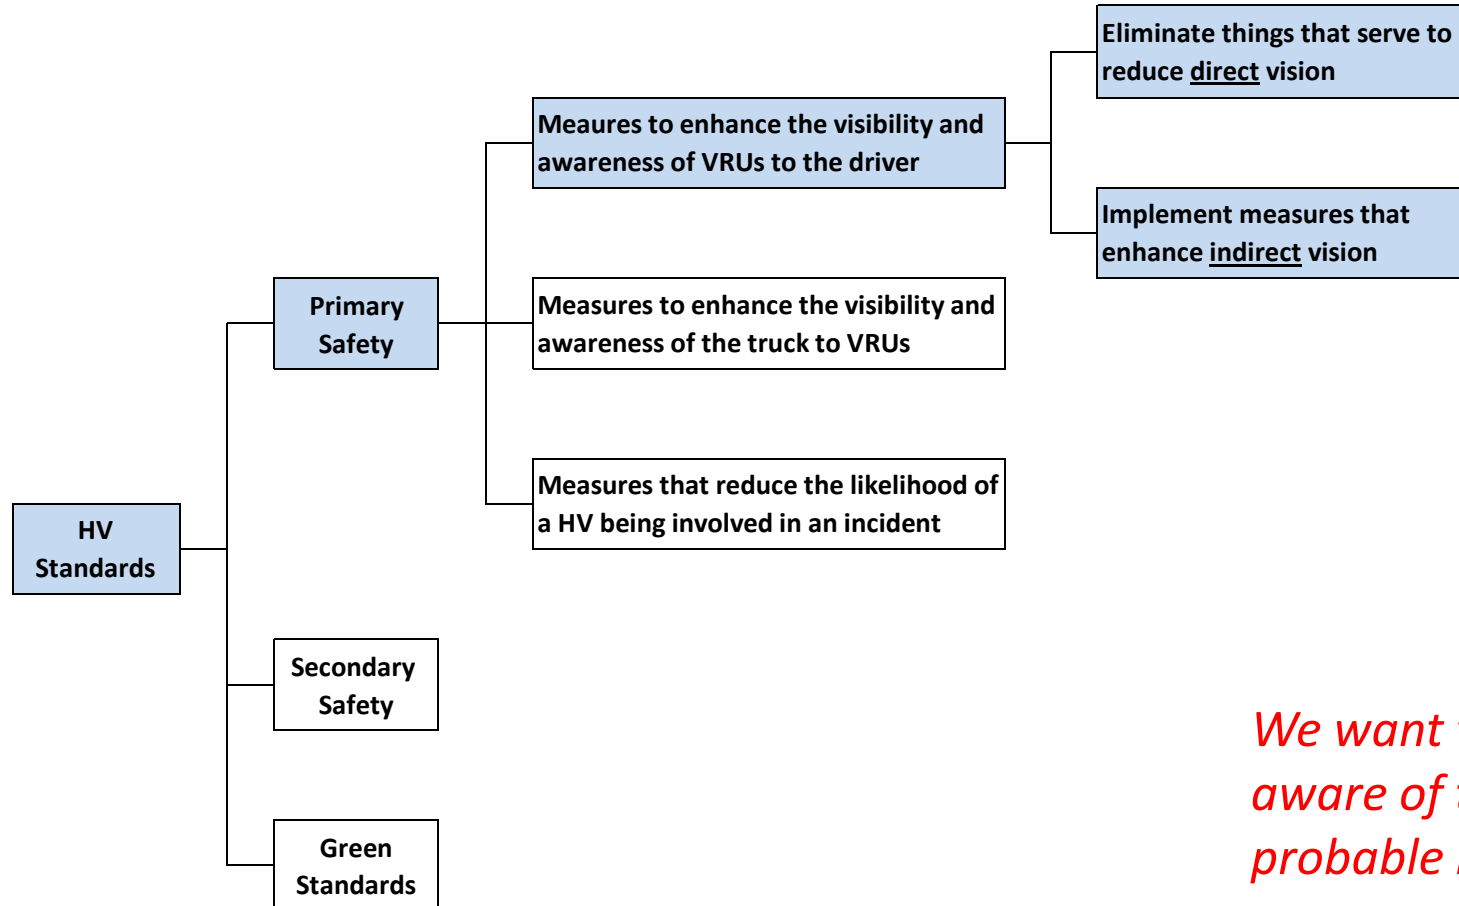 Eliminate things that serve to
reduce direct vision
Meaures to enhance the visibility and
awareness of VRUs to the driver
Implement measures that
enhance indirect vision
Primary
Safety
Measures to enhance the visibility and
awareness of the truck to VRUs
Measures that reduce the likelihood of
a HV being involved in an incident
HV
Standards
Secondary
Safety
Green
Standards
We want
aware of
probable